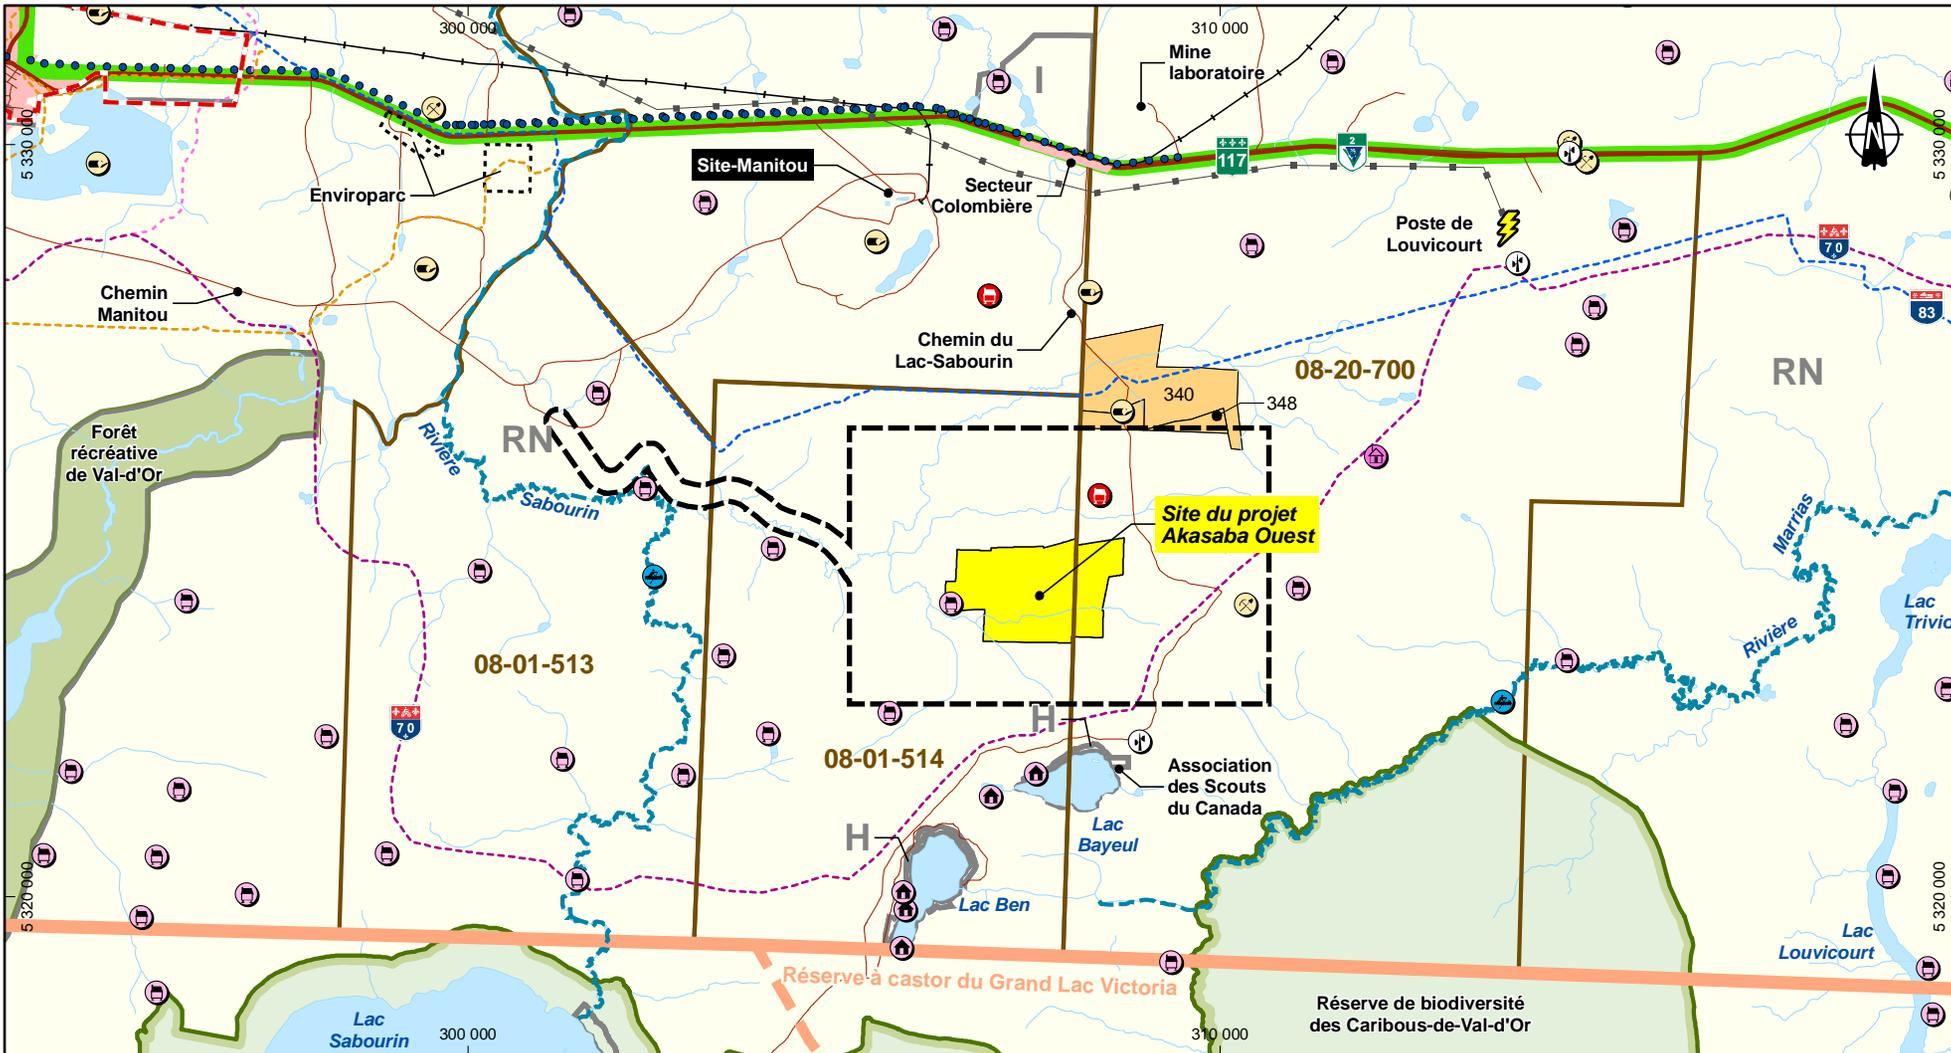 300 000
310 000
Mine
laboratoire
I
N
5 330 000
5 330 000
117
2
Site-Manitou
Enviroparc
Secteur
Colombière
Poste de
Louvicourt
70
83
Chemin
Manitou
Chemin du
Lac-Sabourin
08-20-700
RN
340
348
Forêt
récréative
de Val-d'Or
RN
Rivière
Sabourin
Site du projet
Akasaba Ouest
Marrias
Rivière
Lac
08-01-513
70
H
08-01-514
Association
des Scouts
du Canada
Lac
Bayeul
H
Lac Ben
5 320 000
5 320 000
Lac
Louvicourt
Réserve à castor du Grand Lac Victoria
Réserve de biodiversité
des Caribous-de-Val-d'Or
Lac
Sabourin
300 000
310 000